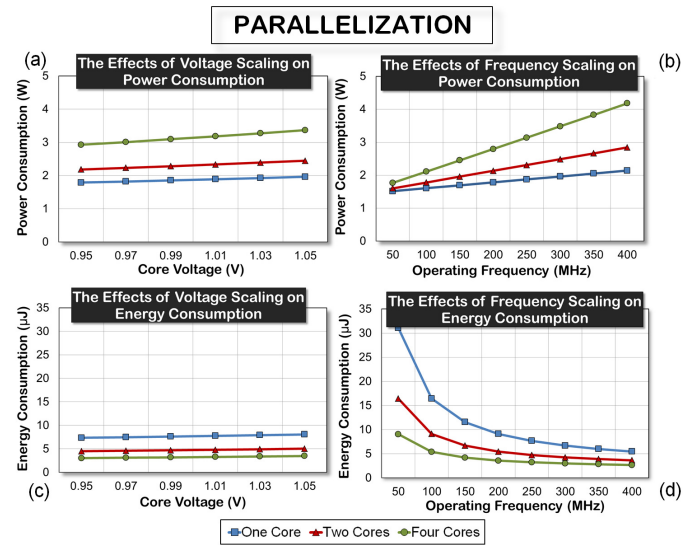 PARALLELIZATION
(a)
The Effects of Voltage Scaling on
Power Consumption
Power Consumption (W)
5
4
3
2
1
0
0.95 0.97 0.99 1.01 1.03 1.05
Core Voltage (V)
(b)
The Effects of Frequency Scaling on
Power Consumption
Power Consumption (W)
5
4
3
2
1
0
50 100 150 200 250 300 350 400
Operating Frequency (MHz)
The Effects of Voltage Scaling on
Energy Consumption
Energy Consumption (µJ)
35
30
25
20
15
10
5
0
0.95 0.97 0.99 1.01 1.03 1.05
Core Voltage (V)
(c)
The Effects of Frequency Scaling on
Energy Consumption
Energy Consumption (µJ)
35
30
25
20
15
10
5
0
50 100 150 200 250 300 350 400
Operating Frequency (MHz)
(d)
One Core Two Cores Four Cores